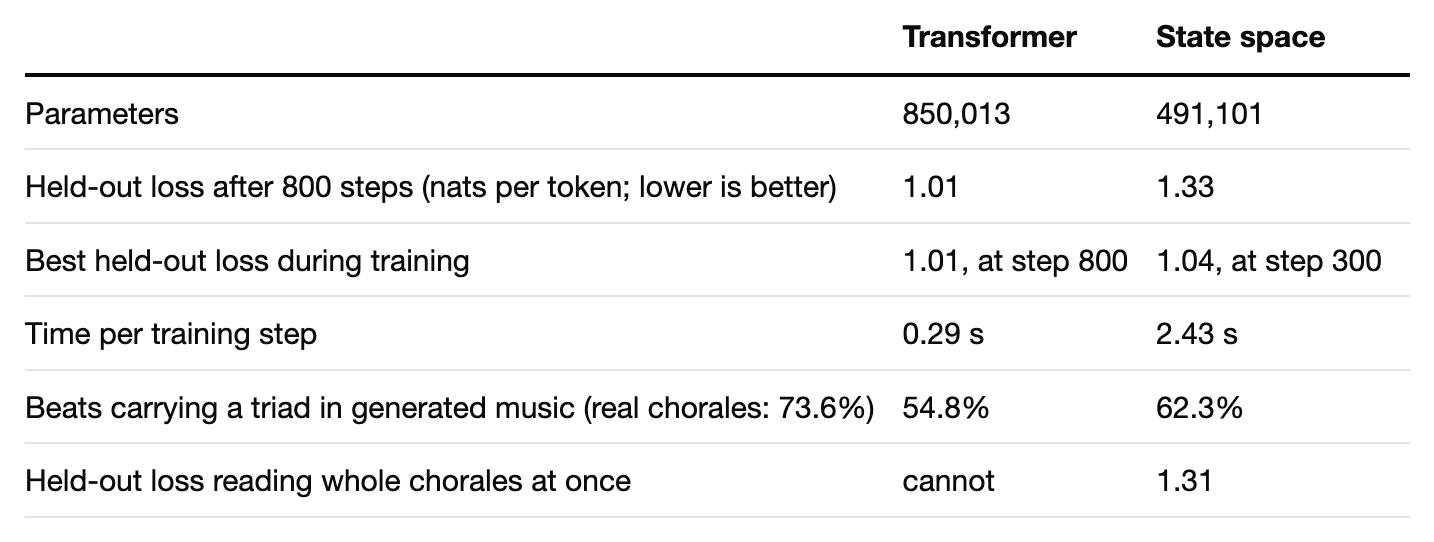 Transformer State space
Parameters 850,013 491,101
Held-out loss after 800 steps (nats per token; lower is better) 1.01 1.33
Best held-out loss during training 1.01, at step 800 1.04, at step 300
Time per training step 0.29 s 2.43 s
Beats carrying a triad in generated music (real chorales: 73.6%) 54.8% 62.3%
Held-out loss reading whole chorales at once cannot 1.31